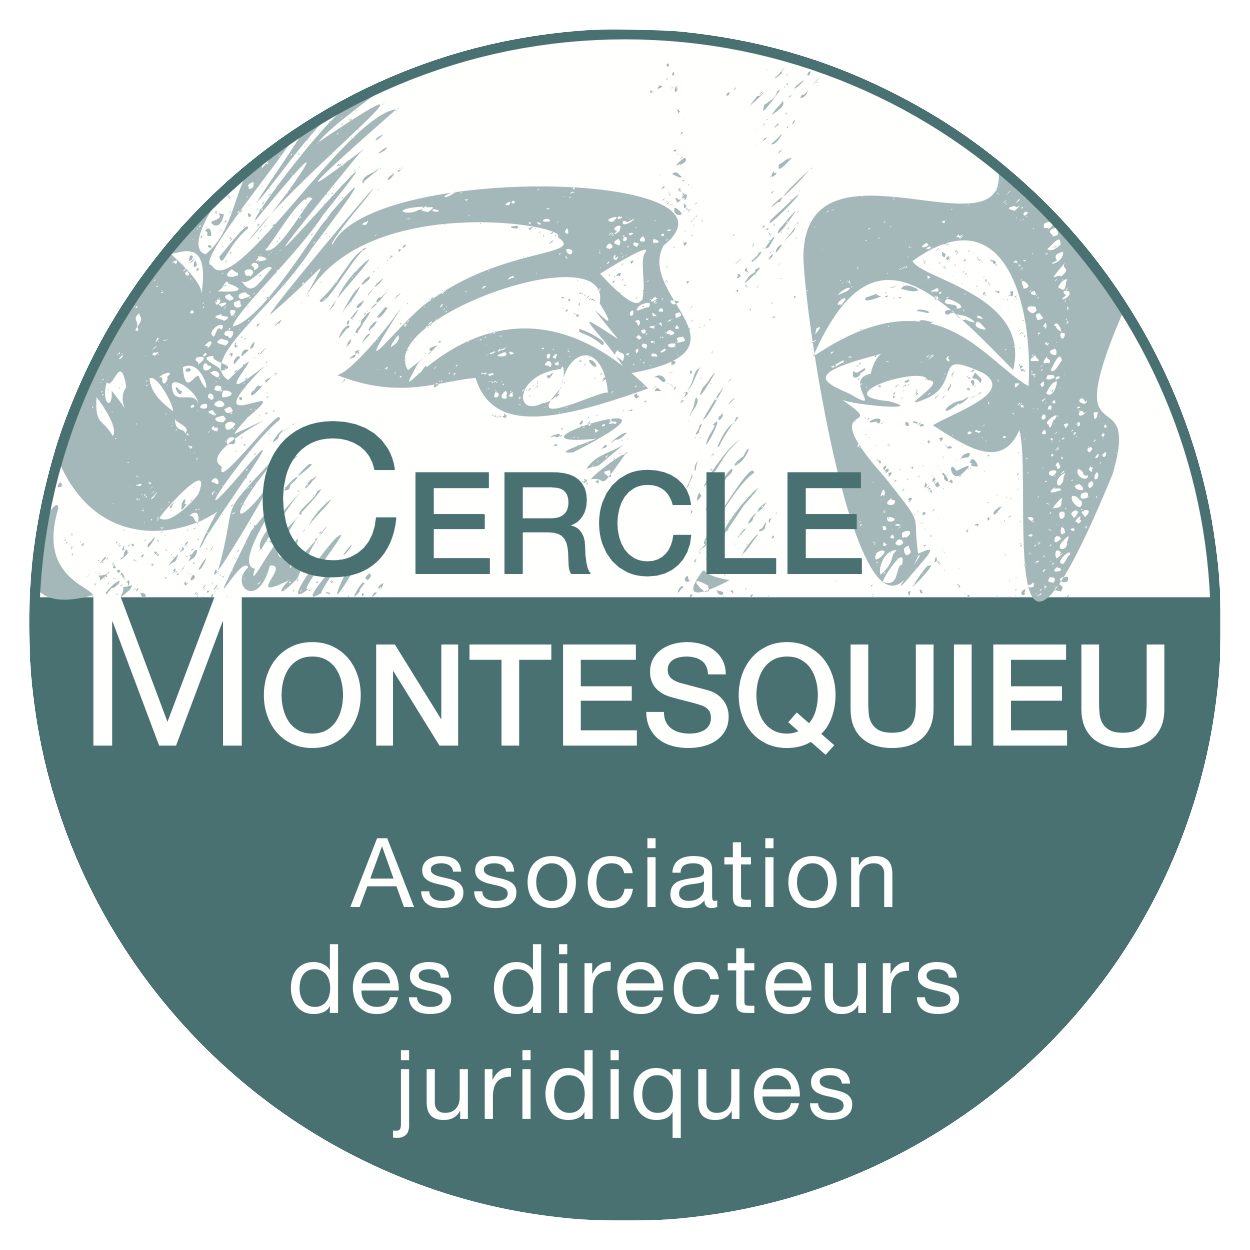 CERCLE
MONTESQUIEU
Association
des directeurs
juridiques